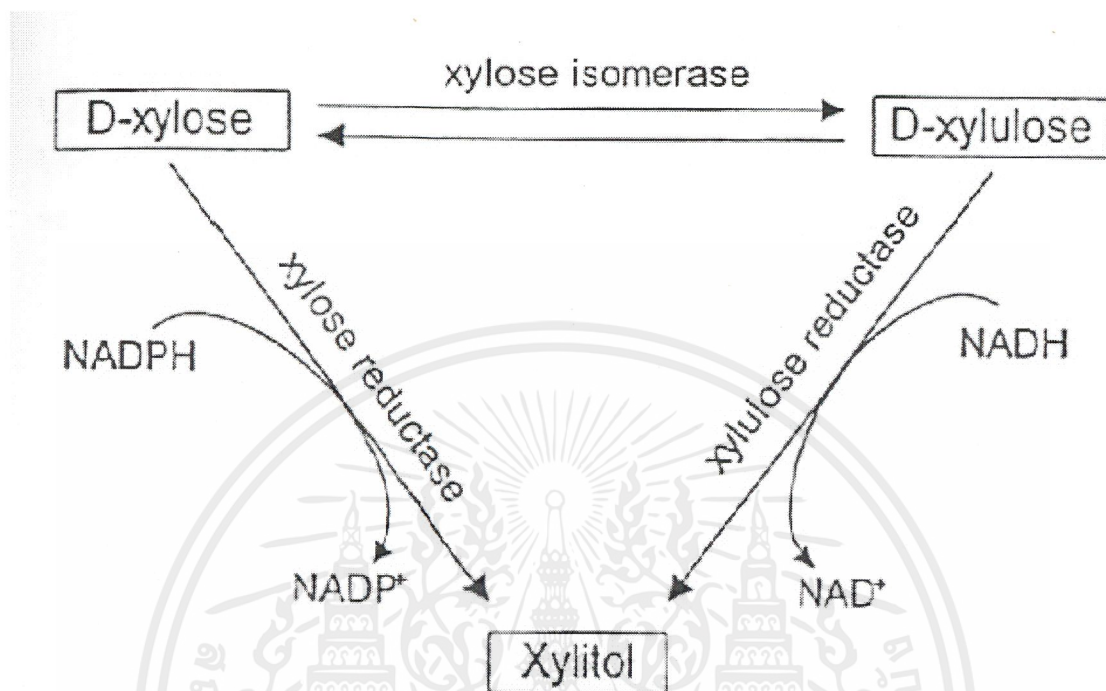 xylose isomerase
D-xylose
D-xylulose
xylose reductase
xylulose reductase
NADPH
NADH
NADP⁺
NAD⁺
Xylitol